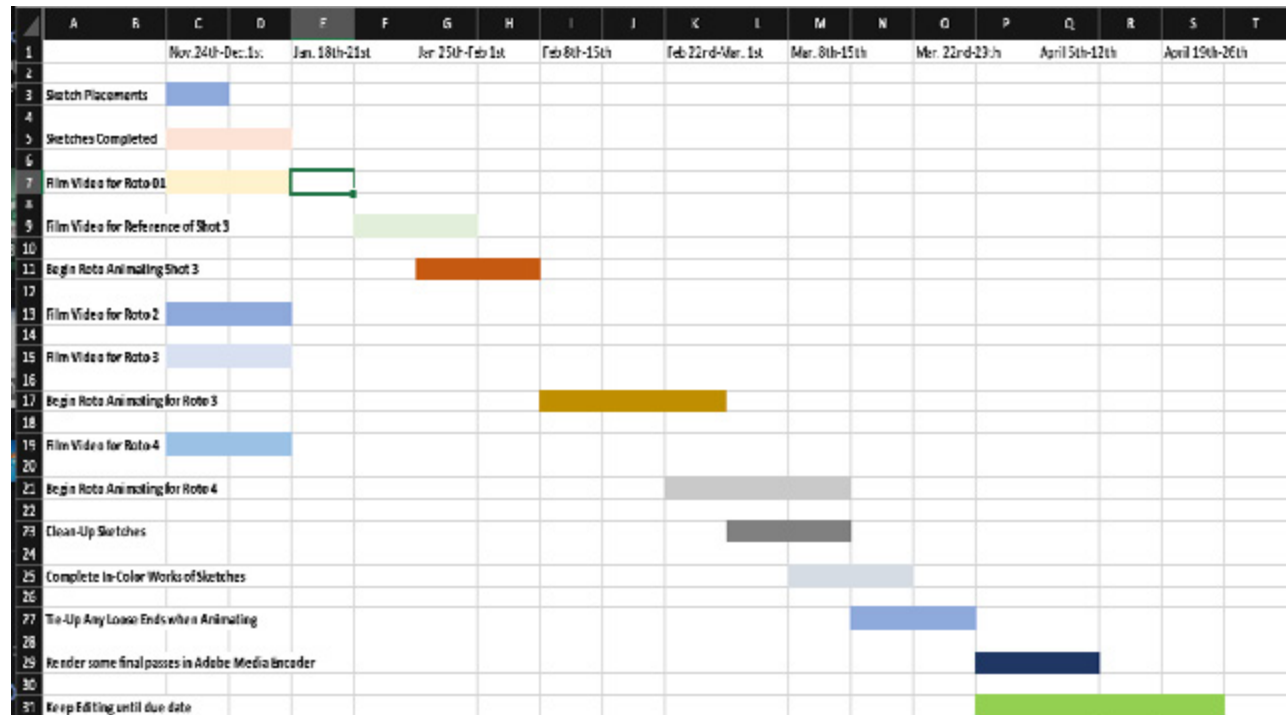 A B C D E F G H I J K L M N O P Q R S T
1 Nov.24th-Dec.1st Jan. 18th-21st Jan 25th-Feb 1st Feb 8th-15th Feb 22nd-Mar. 1st Mar. 8th-15th Mar. 22nd-29th April 5th-12th April 19th-26th
2
3 Sketch Placements
4
5 Sketches Completed
6
7 Film Video for Roto-01
8
9 Film Video for Reference of Shot 3
10
11 Begin Roto Animating Shot 3
12
13 Film Video for Roto-2
14
15 Film Video for Roto-3
16
17 Begin Roto Animating for Roto 3
18
19 Film Video for Roto-4
20
21 Begin Roto Animating for Roto 4
22
23 Clean-Up Sketches
24
25 Complete In-Color Works of Sketches
26
27 Tie-Up Any Loose Ends when Animating
28
29 Render some final passes in Adobe Media Encoder
30
31 Keep Editing until due date